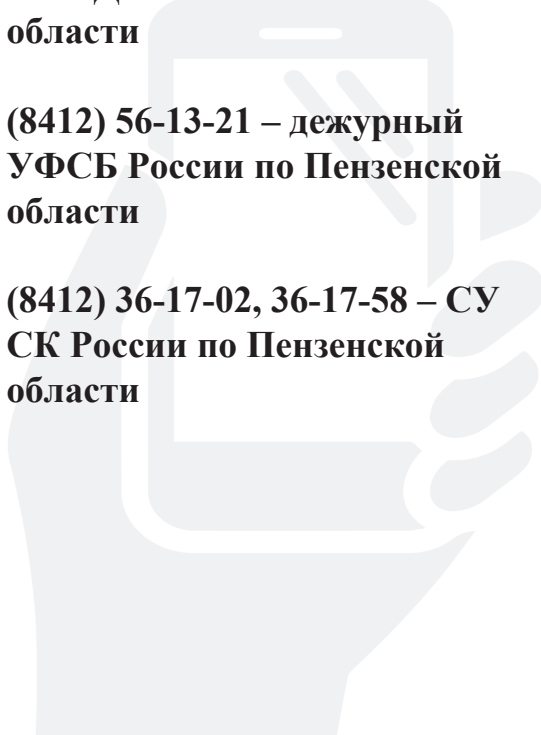 области
(8412) 56-13-21 – дежурный
УФСБ России по Пензенской
области
(8412) 36-17-02, 36-17-58 – СУ
СК России по Пензенской
области